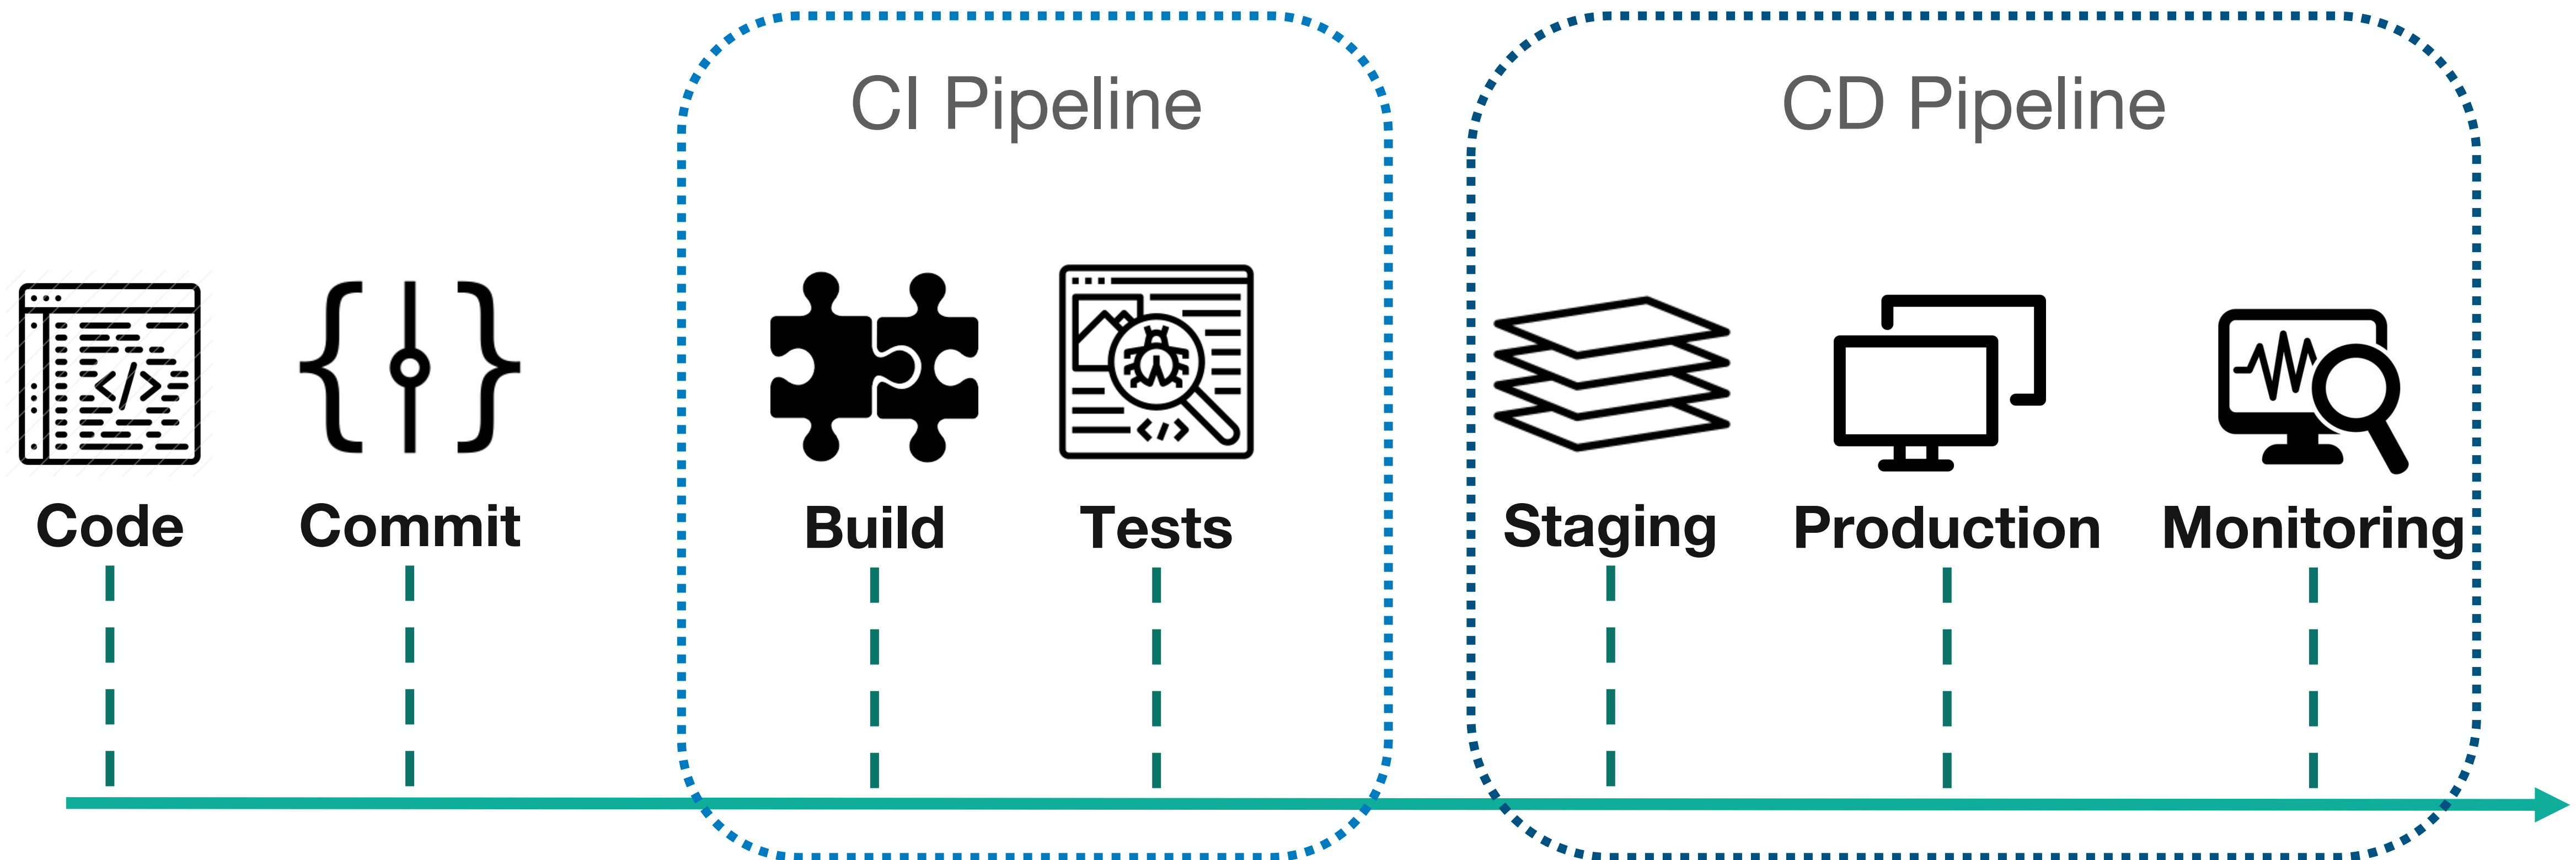 CI Pipeline
CD Pipeline
</>
</>
Code
Commit
Build
Tests
Staging
Production
Monitoring